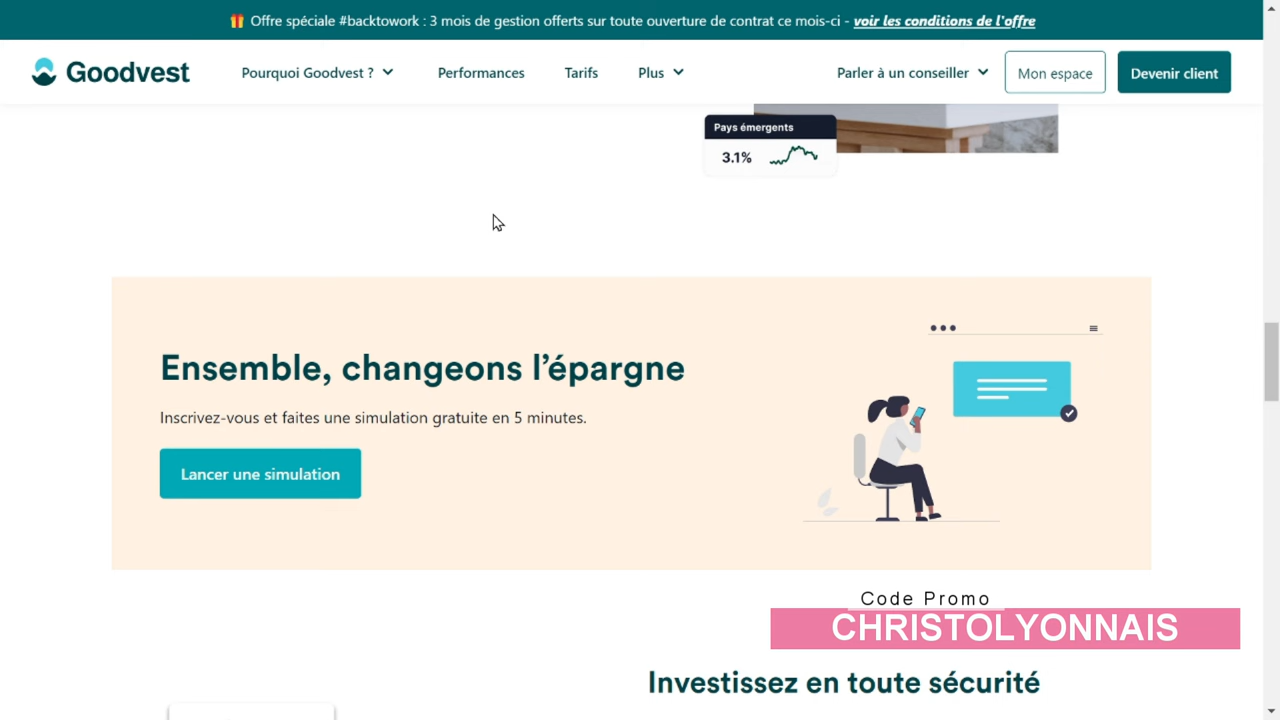 Offre spéciale #backtowork : 3 mois de gestion offerts sur toute ouverture de contrat ce mois-ci - voir les conditions de l'offre
Goodvest
Pourquoi Goodvest ?
Performances
Tarifs
Plus
Parler à un conseiller
Mon espace
Devenir client
Pays émergents
3.1%
Ensemble, changeons l’épargne
Inscrivez-vous et faites une simulation gratuite en 5 minutes.
Lancer une simulation
Code Promo
CHRISTOLYONNAIS
Investissez en toute sécurité